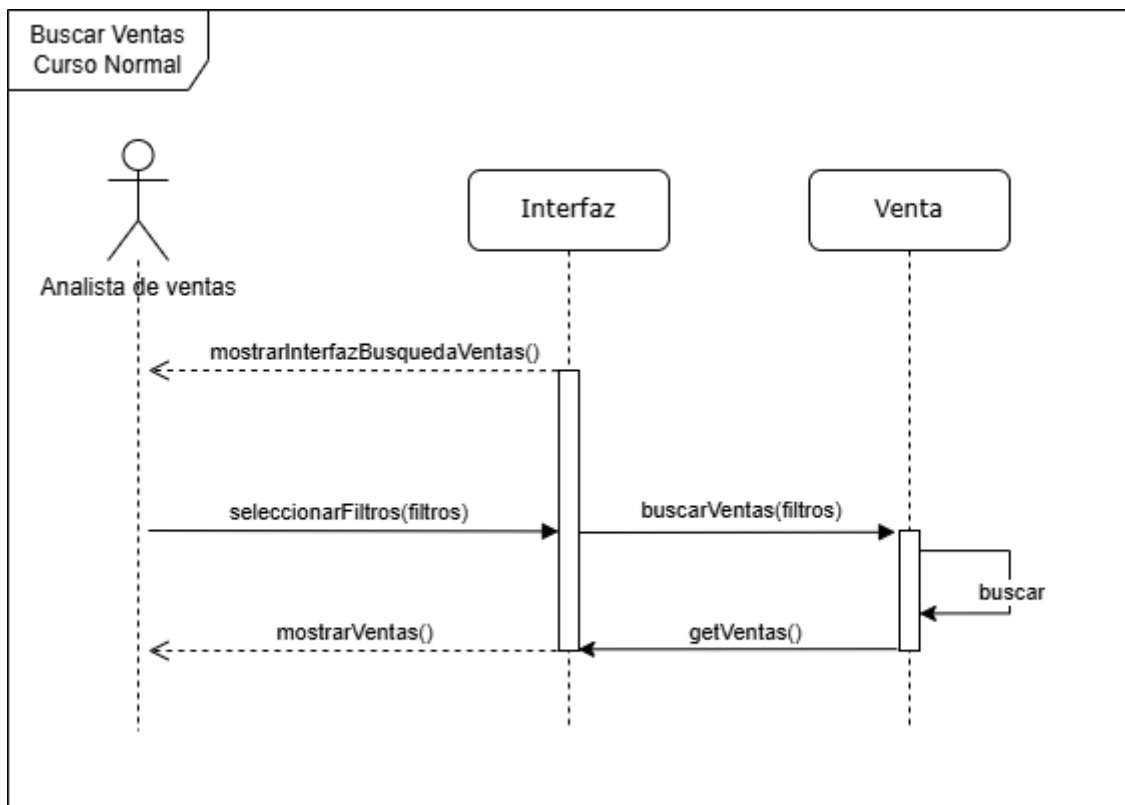 Buscar Ventas
Curso Normal
Interfaz
Venta
Analista de ventas
mostrarInterfazBusquedaVentas()
seleccionarFiltros(filtros)
buscarVentas(filtros)
buscar
mostrarVentas()
getVentas()